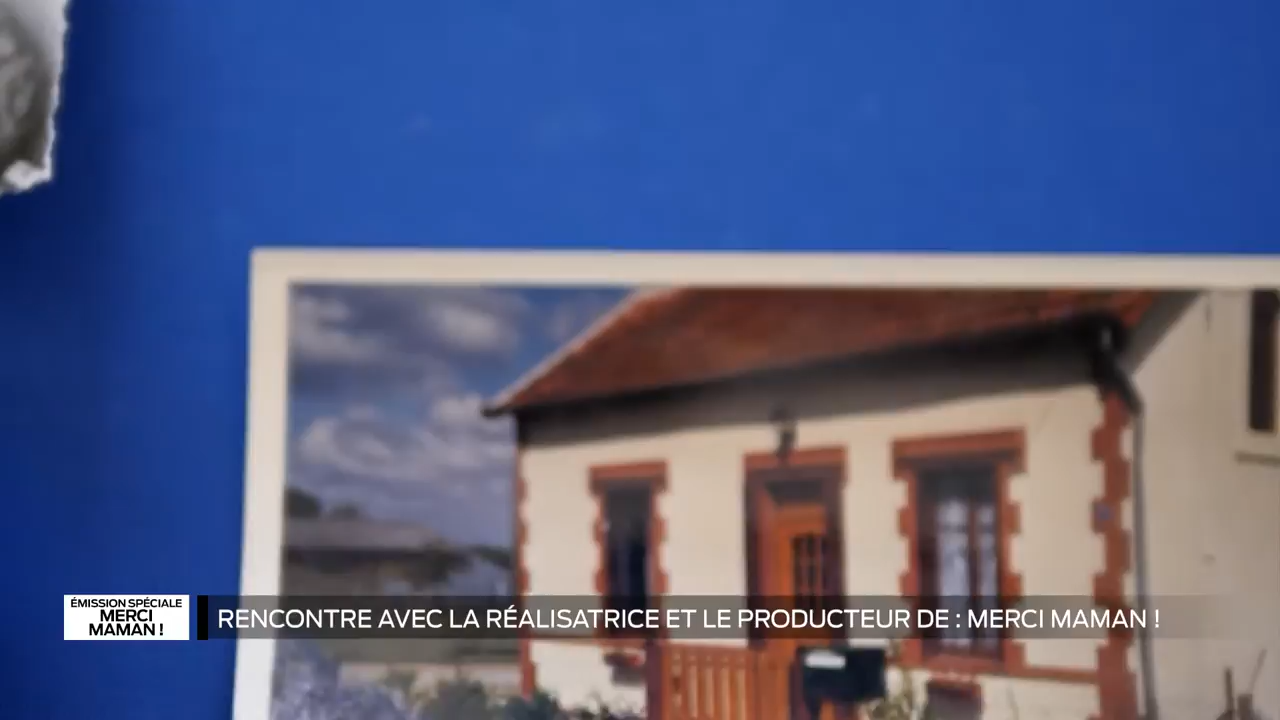 ÉMISSION SPÉCIALE
MERCI
MAMAN !
RENCONTRE AVEC LA RÉALISATRICE ET LE PRODUCTEUR DE : MERCI MAMAN !